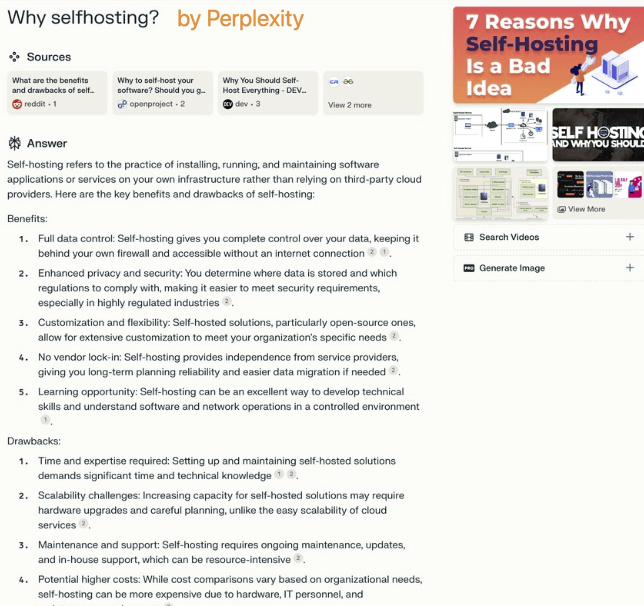 Why selfhosting?
by Perplexity
Sources
What are the benefits
and drawbacks of self...
reddit · 1
Why to self-host your
software? Should you g...
openproject · 2
Why You Should Self-
Host Everything - DEV...
dev · 3
View 2 more
Answer
Self-hosting refers to the practice of installing, running, and maintaining software
applications or services on your own infrastructure rather than relying on third-party cloud
providers. Here are the key benefits and drawbacks of self-hosting:
Benefits:
1. Full data control: Self-hosting gives you complete control over your data, keeping it
behind your own firewall and accessible without an internet connection 2 1.
2. Enhanced privacy and security: You determine where data is stored and which
regulations to comply with, making it easier to meet security requirements,
especially in highly regulated industries 2.
3. Customization and flexibility: Self-hosted solutions, particularly open-source ones,
allow for extensive customization to meet your organization's specific needs 2.
4. No vendor lock-in: Self-hosting provides independence from service providers,
giving you long-term planning reliability and easier data migration if needed 2.
5. Learning opportunity: Self-hosting can be an excellent way to develop technical
skills and understand software and network operations in a controlled environment
1.
Drawbacks:
1. Time and expertise required: Setting up and maintaining self-hosted solutions
demands significant time and technical knowledge 1 2.
2. Scalability challenges: Increasing capacity for self-hosted solutions may require
hardware upgrades and careful planning, unlike the easy scalability of cloud
services 2.
3. Maintenance and support: Self-hosting requires ongoing maintenance, updates,
and in-house support, which can be resource-intensive 2.
4. Potential higher costs: While cost comparisons vary based on organizational needs,
self-hosting can be more expensive due to hardware, IT personnel, and
7 Reasons Why
Self-Hosting
Is a Bad
Idea
SELF HOSTING
AND WHY YOU SHOULD
View More
Search Videos
PRO Generate Image